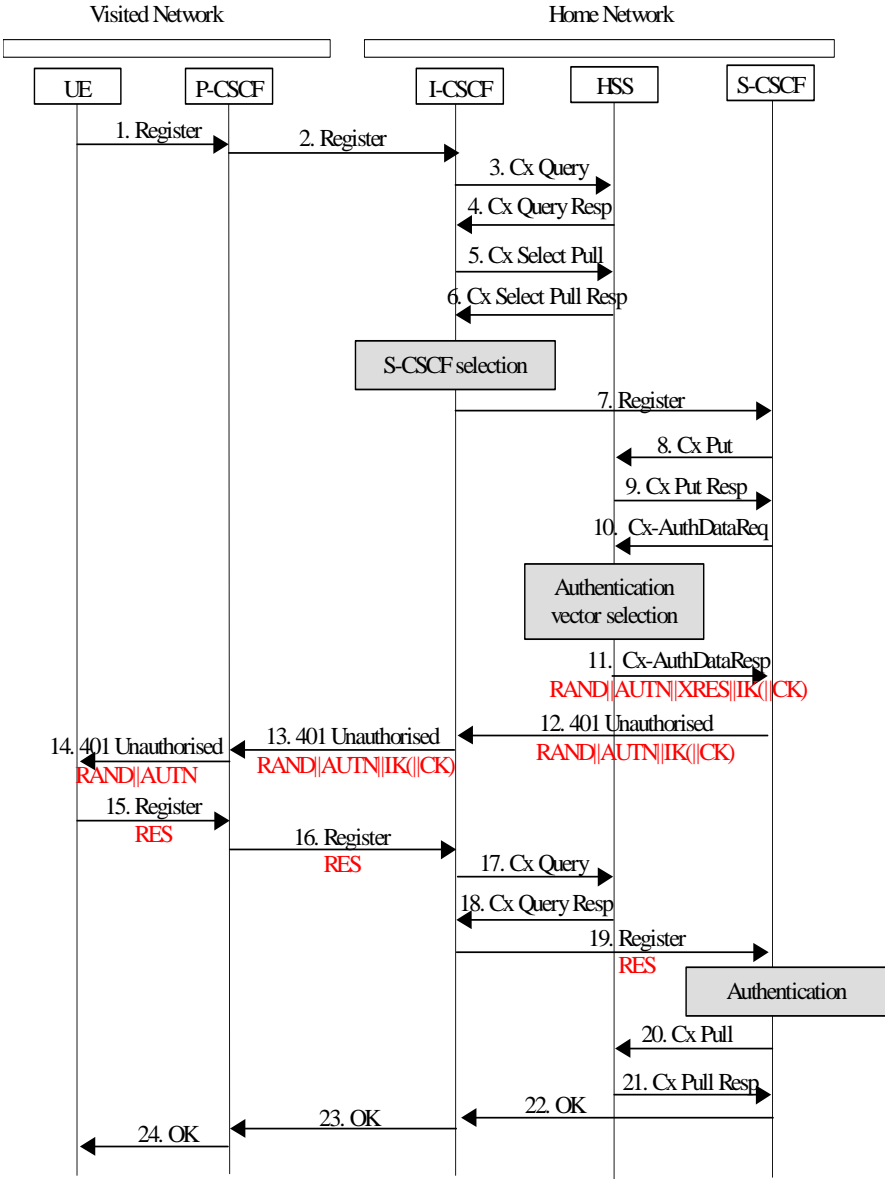 Visited Network
Home Network
UE
P-CSCF
I-CSCF
HSS
S-CSCF
1. Register
2. Register
3. Cx Query
4. Cx Query Resp
5. Cx Select Pull
6. Cx Select Pull Resp
S-CSCF selection
7. Register
8. Cx Put
9. Cx Put Resp
10. Cx-AuthDataReq
Authentication
vector selection
11. Cx-AuthDataResp
RAND||AUTN||XRES||IK(||CK)
12. 401 Unauthorised
RAND||AUTN||IK(||CK)
13. 401 Unauthorised
RAND||AUTN||IK(||CK)
14. 401 Unauthorised
RAND||AUTN
15. Register
RES
16. Register
RES
17. Cx Query
18. Cx Query Resp
19. Register
RES
Authentication
20. Cx Pull
21. Cx Pull Resp
22. OK
23. OK
24. OK